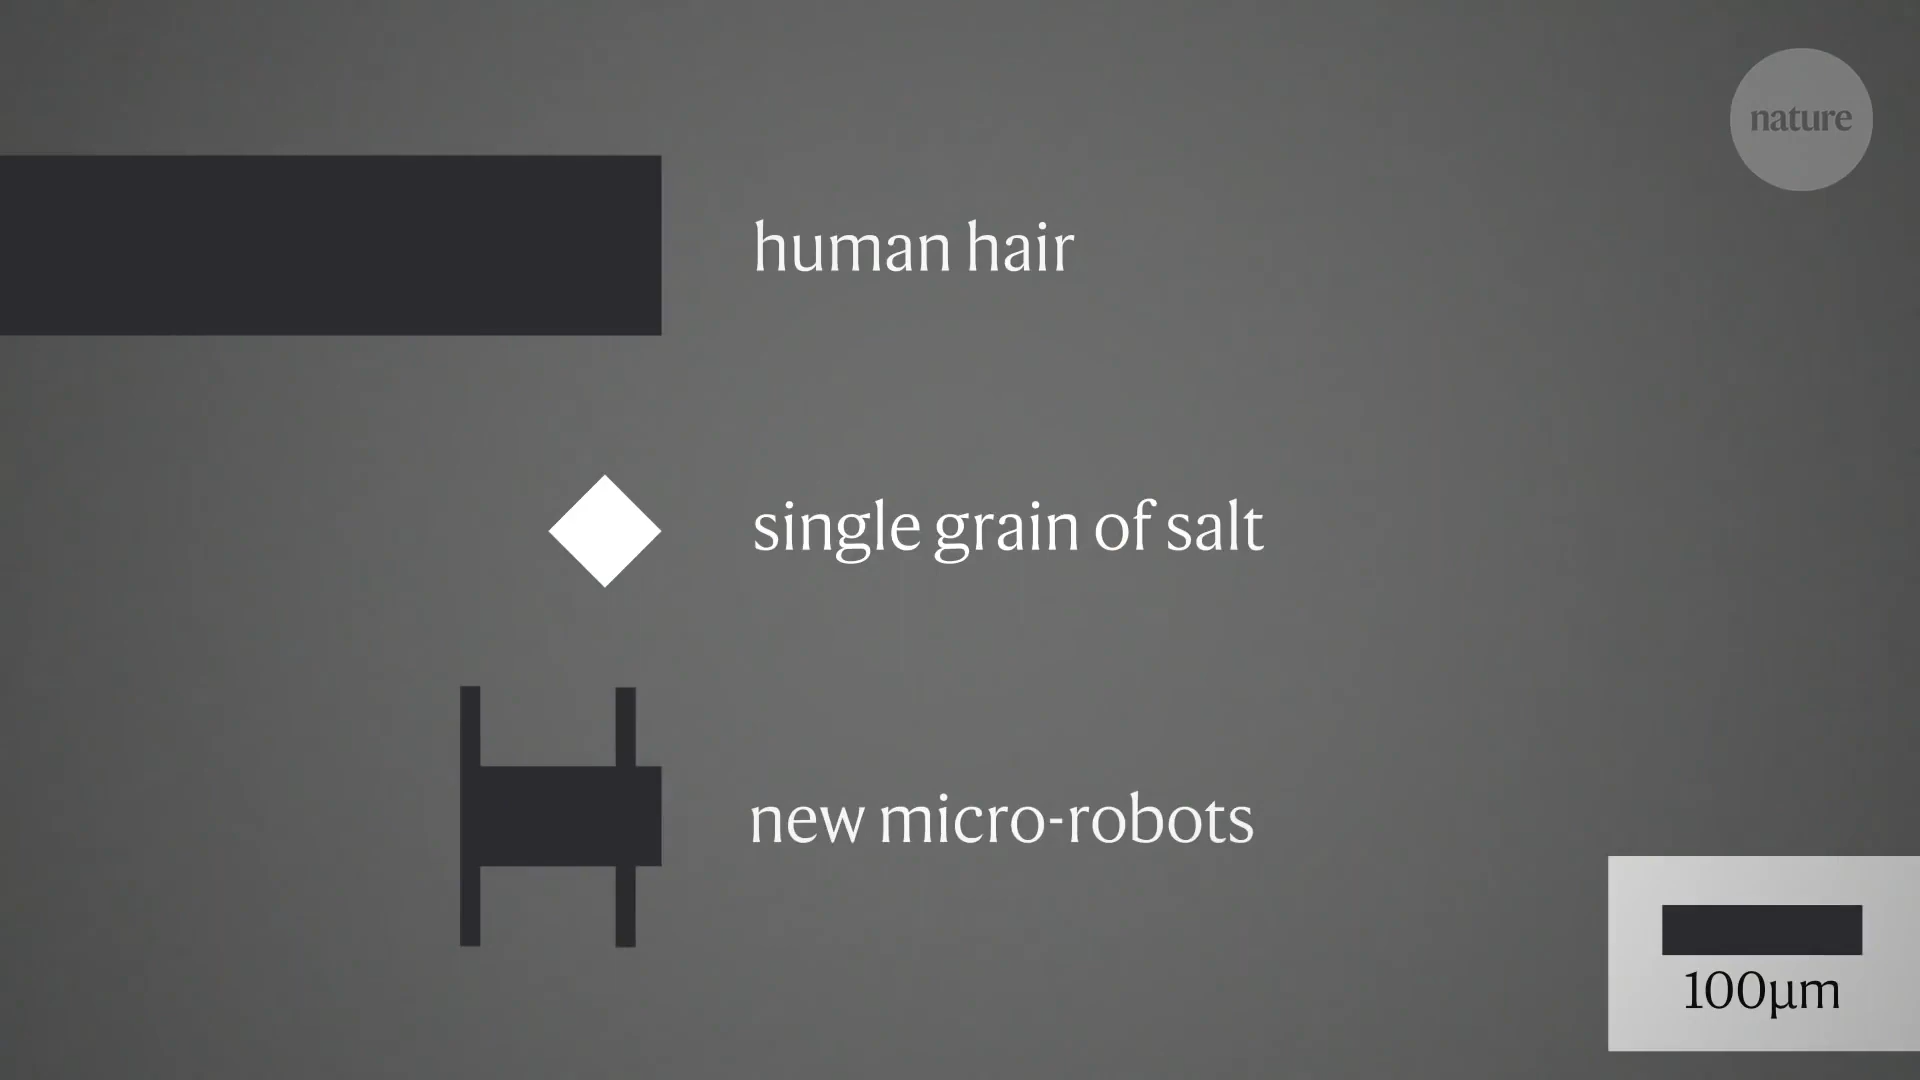 nature
human hair
single grain of salt
new micro-robots
100µm